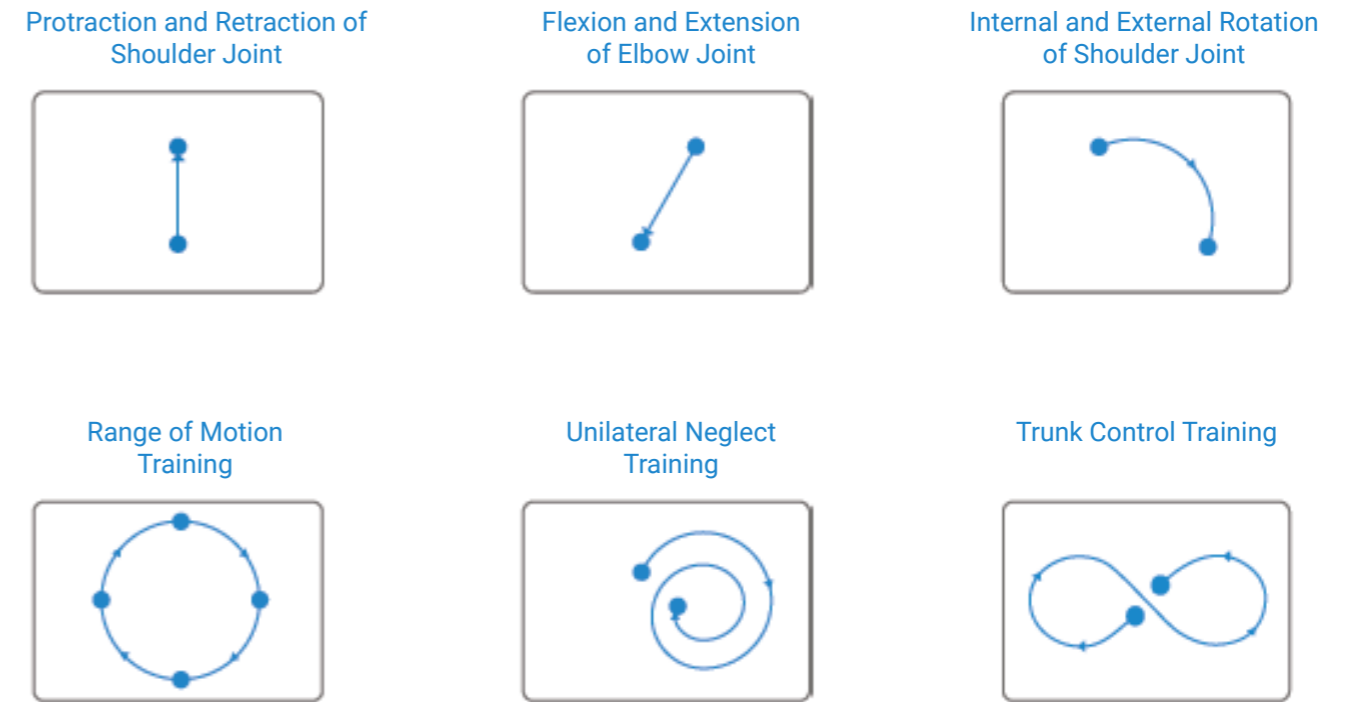 Protraction and Retraction of
Shoulder Joint
Flexion and Extension
of Elbow Joint
Internal and External Rotation
of Shoulder Joint
Range of Motion
Training
Unilateral Neglect
Training
Trunk Control Training